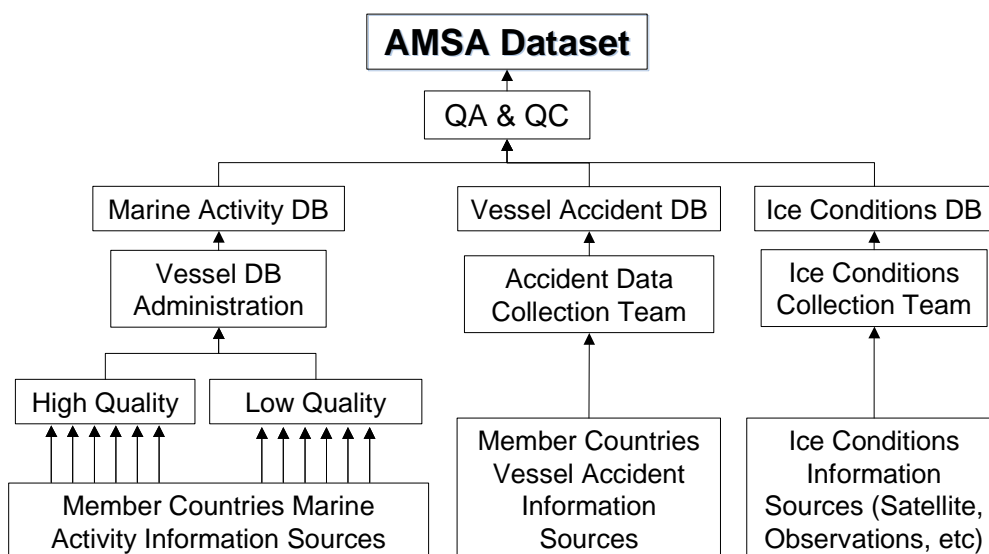 AMSA Dataset
QA & QC
Marine Activity DB
Vessel Accident DB
Ice Conditions DB
Vessel DB
Administration
Accident Data
Collection Team
Ice Conditions
Collection Team
High Quality
Low Quality
Member Countries Marine
Activity Information Sources
Member Countries
Vessel Accident
Information
Sources
Ice Conditions
Information
Sources (Satellite,
Observations, etc)